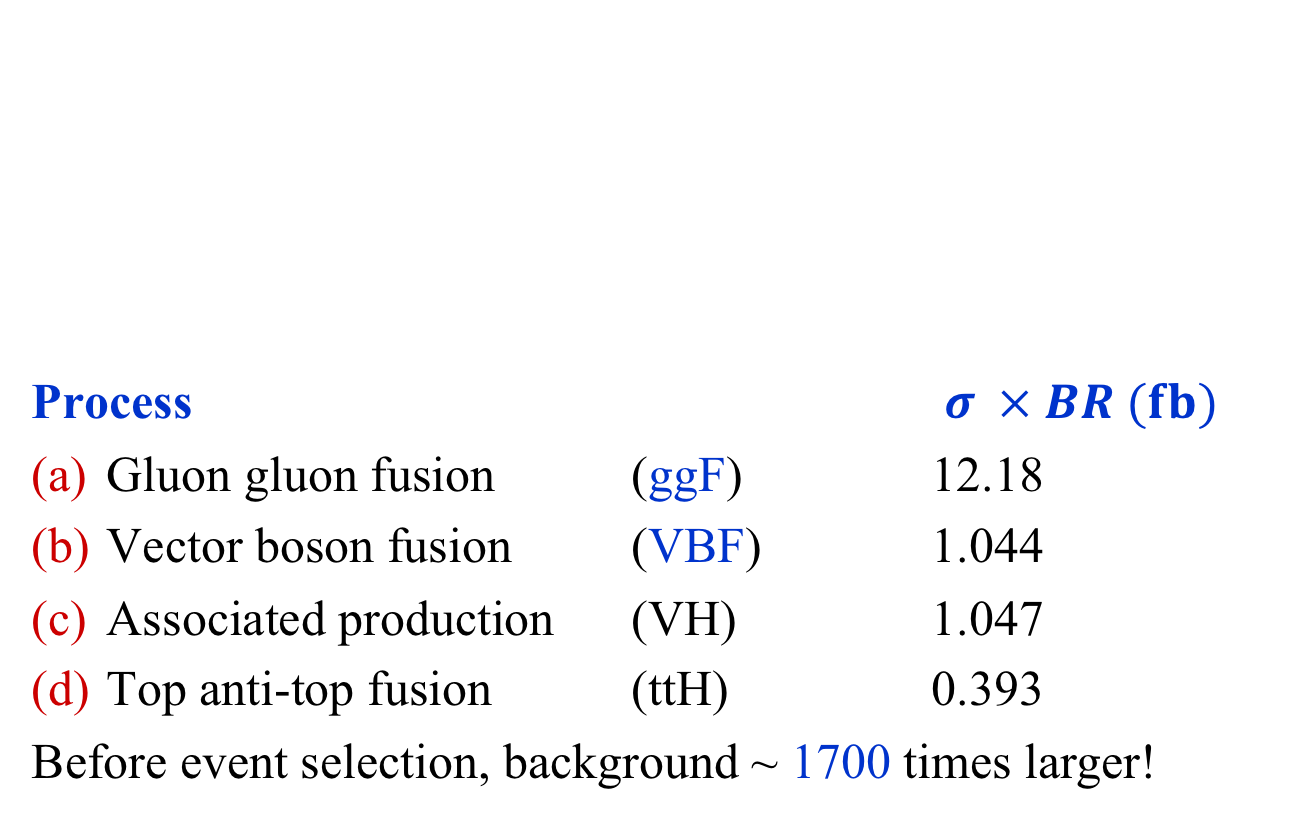 Process σ × BR (fb)
(a) Gluon gluon fusion (ggF) 12.18
(b) Vector boson fusion (VBF) 1.044
(c) Associated production (VH) 1.047
(d) Top anti-top fusion (ttH) 0.393
Before event selection, background ~ 1700 times larger!